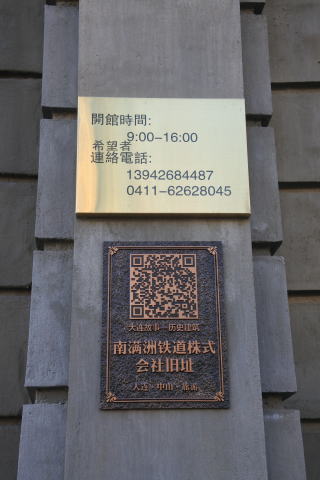 開館時間:
9:00-16:00
希望者
連絡電話:
13942684487
0411-62628045
大连故事—历史建筑
南满洲铁道株式
会社旧址
大连·中山·旅游